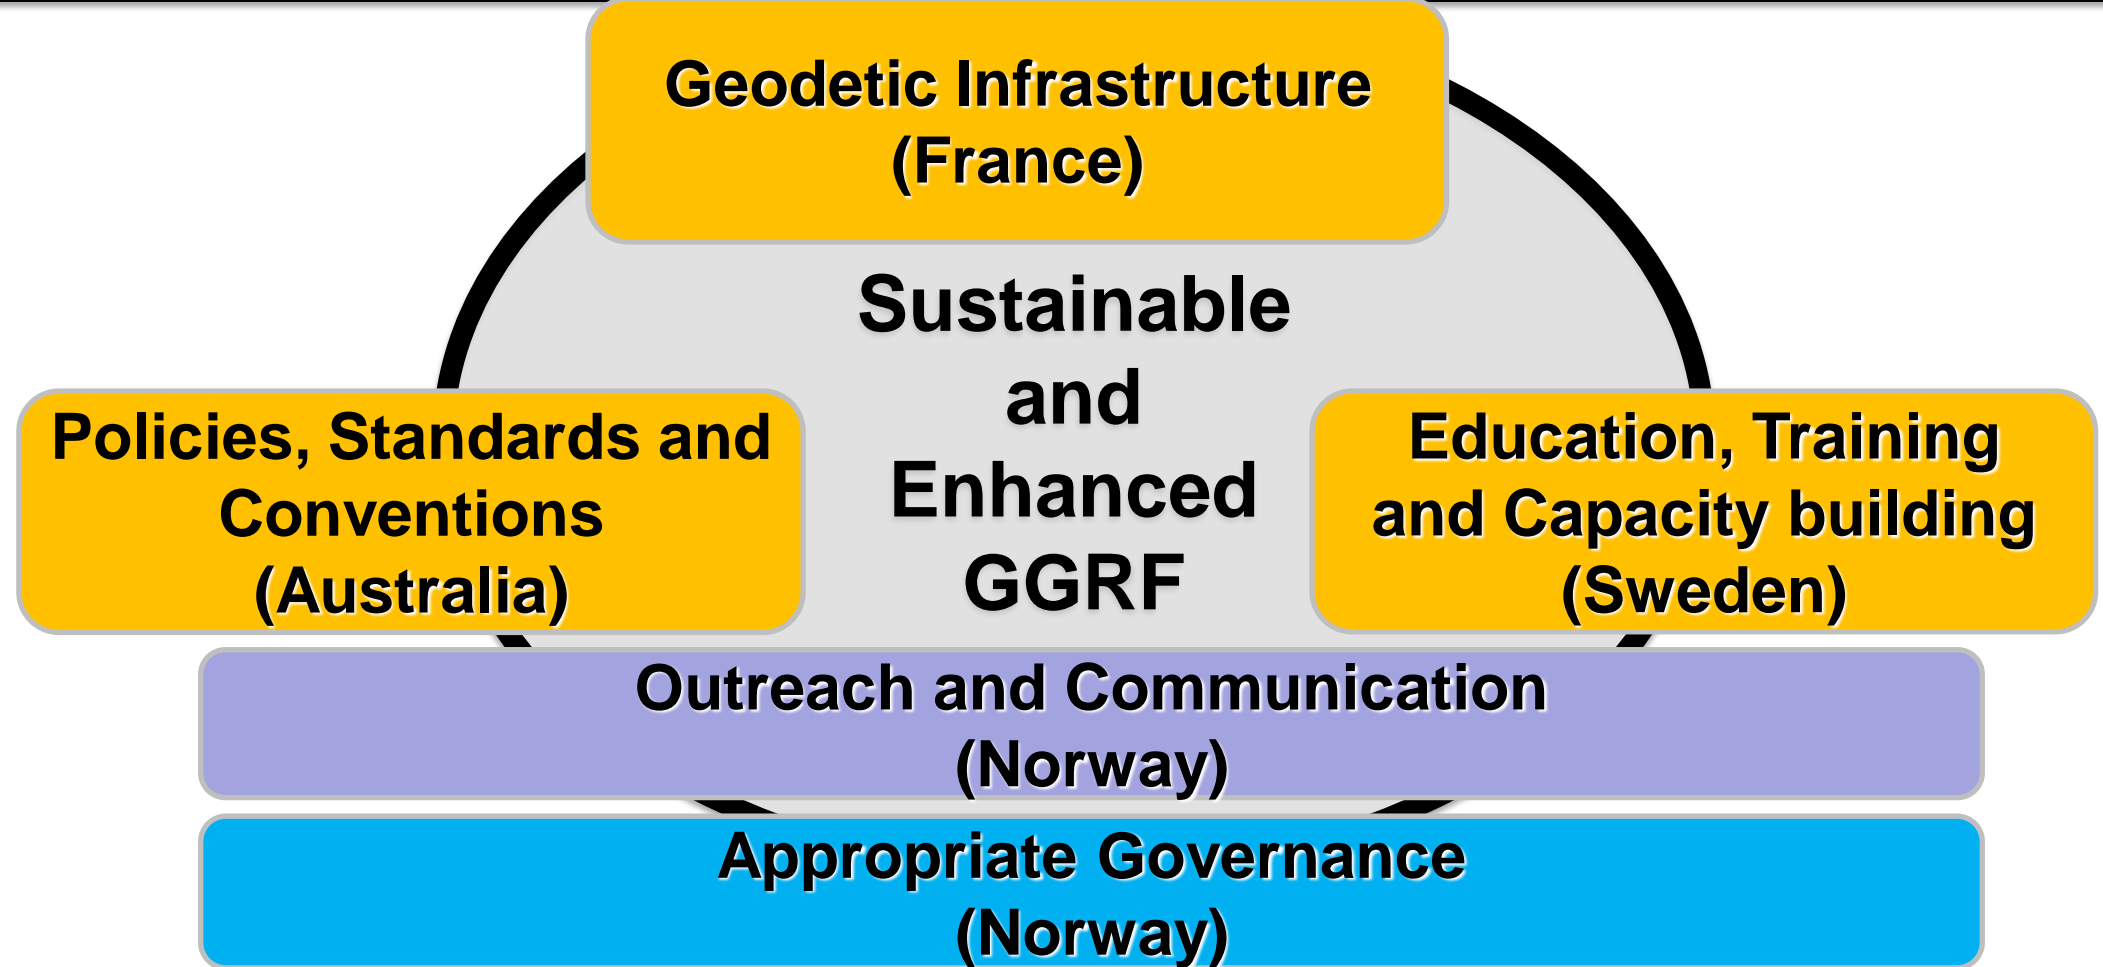 Geodetic Infrastructure
(France)
Sustainable
and
Enhanced
GGRF
Policies, Standards and
Conventions
(Australia)
Education, Training
and Capacity building
(Sweden)
Outreach and Communication
(Norway)
Appropriate Governance
(Norway)